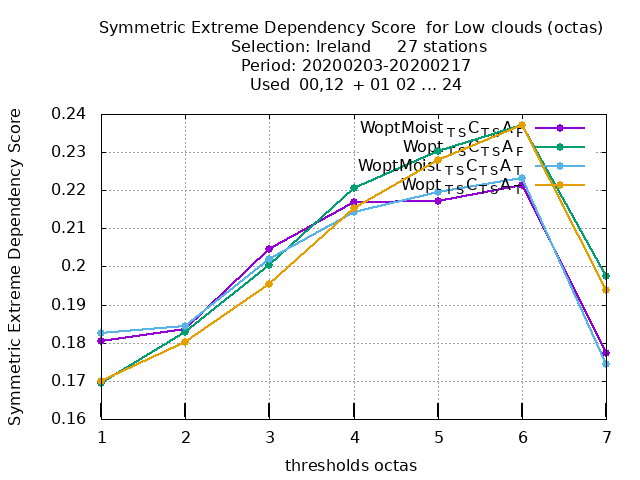 Symmetric Extreme Dependency Score for Low clouds (octas)
Selection: Ireland 27 stations
Period: 20200203-20200217
Used 00,12 + 01 02 ... 24
Symmetric Extreme Dependency Score
0.24
0.23
0.22
0.21
0.2
0.19
0.18
0.17
0.16
WoptMoist TS C TS A F
Wopt TS C TS A F
WoptMoist TS C TS A T
Wopt TS C TS A T
1 2 3 4 5 6 7
thresholds octas